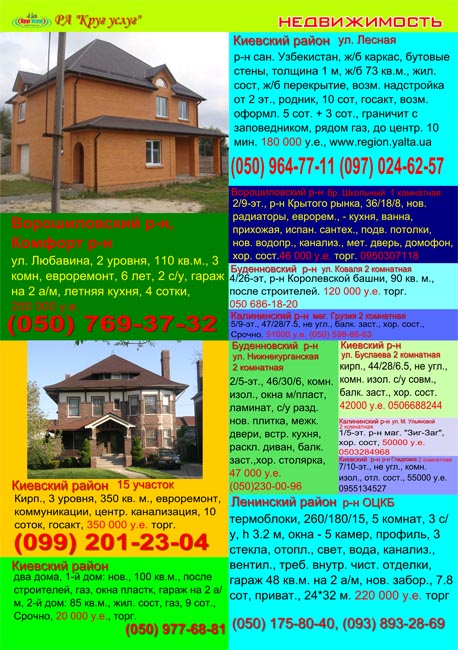 РА "Круг услуг"
НЕДВИЖИМОСТЬ
Ворошиловский р-н,
Комфорт р-н
ул. Любавина, 2 уровня, 110 кв.м., 3
комн, евроремонт, 6 лет, 2 с/у, гараж
на 2 а/м, летняя кухня, 4 сотки,
(050) 769-37-32
Киевский район 15 участок
Кирп., 3 уровня, 350 кв. м., евроремонт,
коммуникации, центр. канализация, 10
соток, госакт, 350 000 у.е. торг.
(099) 201-23-04
Киевский район
два дома, 1-й дом: нов., 100 кв.м., после
строителей, газ, окна пластк, гараж на 2 а/
м, 2-й дом: 85 кв.м., жил. сост, газ, 9 сот.,
Срочно, 20 000 у.е., торг.
(050) 977-68-81
Киевский район ул. Лесная
р-н сан. Узбекистан, ж/б каркас, бутовые
стены, толщина 1 м, ж/б 73 кв.м., жил.
сост, ж/б перекрытие, возм. надстройка
от 2 эт., родник, 10 сот, госакт, возм.
оформл. 5 сот. + 3 сот., граничит с
заповедником, рядом газ, до центр. 10
мин. 180 000 у.е., www.region.yalta.ua
(050) 964-77-11 (097) 024-62-57
Ворошиловский р-н бр. Школьный 1 комнатная
2/9-эт., р-н Крытого рынка, 36/18/8, нов.
радиаторы, еврорем., - кухня, ванна,
прихожая, испан. сантех., подв. потолки,
нов. водопр., канализ., мет. дверь, домофон,
хор. сост.46 000 у.е. торг. 0950307118
Буденновский р-н ул. Коваля 2 комнатная
4/26-эт, р-н Королевской башни, 90 кв. м.,
после строителей. 120 000 у.е. торг.
050 686-18-20
Калининский р-н маг. Грузия 2 комнатная
5/9-эт., 47/28/7.5, не угл., балк. заст., хор. сост.,
Срочно. 51000 у.е. (050) 598-66-63
Буденновский р-н
ул. Нижнекурганская
2 комнатная
2/5-эт., 46/30/6, комн.
изол., окна м/пласт,
ламинат, с/у разд.
нов. плитка, межк.
двери, встр. кухня,
раскл. диван, балк.
заст.,хор. столярка,
47 000 у.е.
(050)230-00-96
Киевский р-н
ул. Буслаева 2 комнатная
кирп., 44/28/6.5, не угл.,
комн. изол. с/у совм.,
балк. заст., хор. сост.
42000 у.е. 0506688244
Калининский р-н ул. М. Ульяновой
2 комнатная
1/5-эт. р-н маг. "Зиг-Заг",
хор. сост, 50000 у.е.
0503284968
Киевский р-н р-н Гладковка 2 комнатная
7/10-эт., не угл., комн.
изол., отл. сост., 55000 у.е.
0955134527
Ленинский район р-н ОЦКБ
термоблоки, 260/180/15, 5 комнат, 3 с/
у, h 3.2 м, окна - 5 камер, профиль, 3
стекла, отопл., свет, вода, канализ.,
вентил., треб. внутр. чист. отделки,
гараж 48 кв.м. на 2 а/м, нов. забор., 7.8
сот, приват., 24*32 м. 220 000 у.е. торг
(050) 175-80-40, (093) 893-28-69